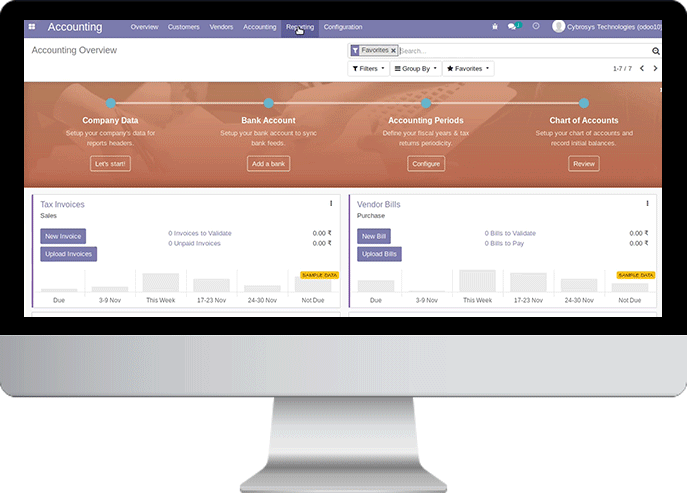 Accounting Overview Customers Vendors Accounting Reporting Configuration 1 Cybrosys Technologies (odoo10)
Accounting Overview
Favorites × Search...
Filters Group By Favorites 1-7 / 7
Company Data Bank Account Accounting Periods Chart of Accounts
Setup your company's data for Setup your bank account to sync Define your fiscal years & tax Setup your chart of accounts and
reports headers. bank feeds. returns periodicity. record initial balances.
Let's start! Add a bank Configure Review
Tax Invoices Vendor Bills
Sales Purchase
New Invoice 0 Invoices to Validate 0.00 ₹ New Bill 0 Bills to Validate 0.00 ₹
0 Unpaid Invoices 0.00 ₹ 0 Bills to Pay 0.00 ₹
Upload Invoices Upload Bills
SAMPLE DATA SAMPLE DATA
Due 3-9 Nov This Week 17-23 Nov 24-30 Nov Not Due Due 3-9 Nov This Week 17-23 Nov 24-30 Nov Not Due